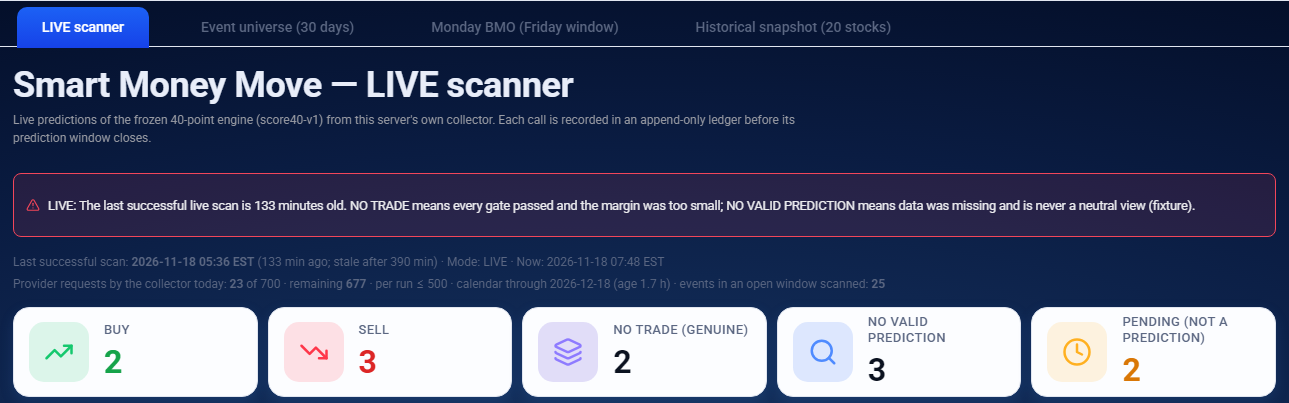 LIVE scanner
Event universe (30 days)
Monday BMO (Friday window)
Historical snapshot (20 stocks)
Smart Money Move — LIVE scanner
Live predictions of the frozen 40-point engine (score40-v1) from this server's own collector. Each call is recorded in an append-only ledger before its
prediction window closes.
LIVE: The last successful live scan is 133 minutes old. NO TRADE means every gate passed and the margin was too small; NO VALID PREDICTION means data was missing and is never a neutral view (fixture).
Last successful scan: 2026-11-18 05:36 EST (133 min ago; stale after 390 min) · Mode: LIVE · Now: 2026-11-18 07:48 EST
Provider requests by the collector today: 23 of 700 · remaining 677 · per run ≤ 500 · calendar through 2026-12-18 (age 1.7 h) · events in an open window scanned: 25
BUY
2
SELL
3
NO TRADE (GENUINE)
2
NO VALID
PREDICTION
3
PENDING (NOT A
PREDICTION)
2